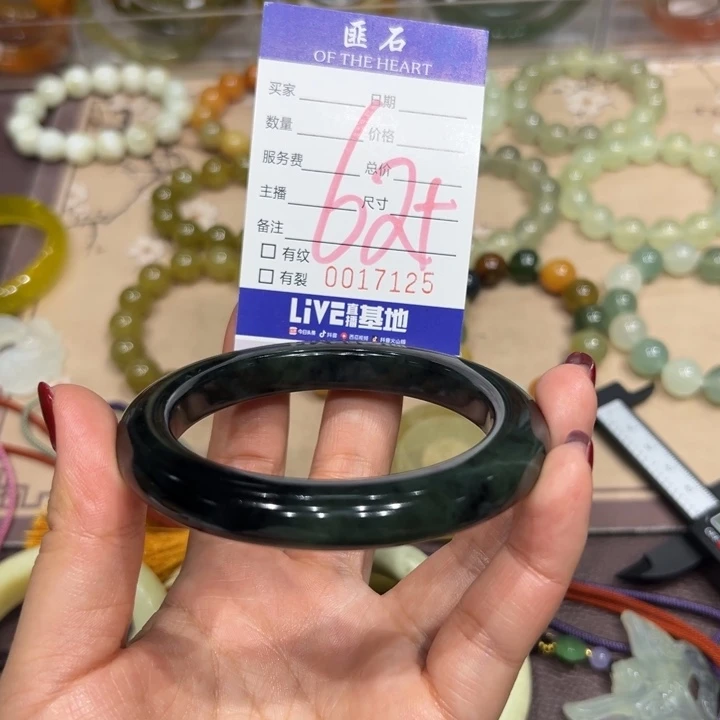 匪石
OF THE HEART
买家 日期
数量 价格
服务费 总价
主播 尺寸
备注
有纹
有裂 0017125
62t
LiVE直播基地